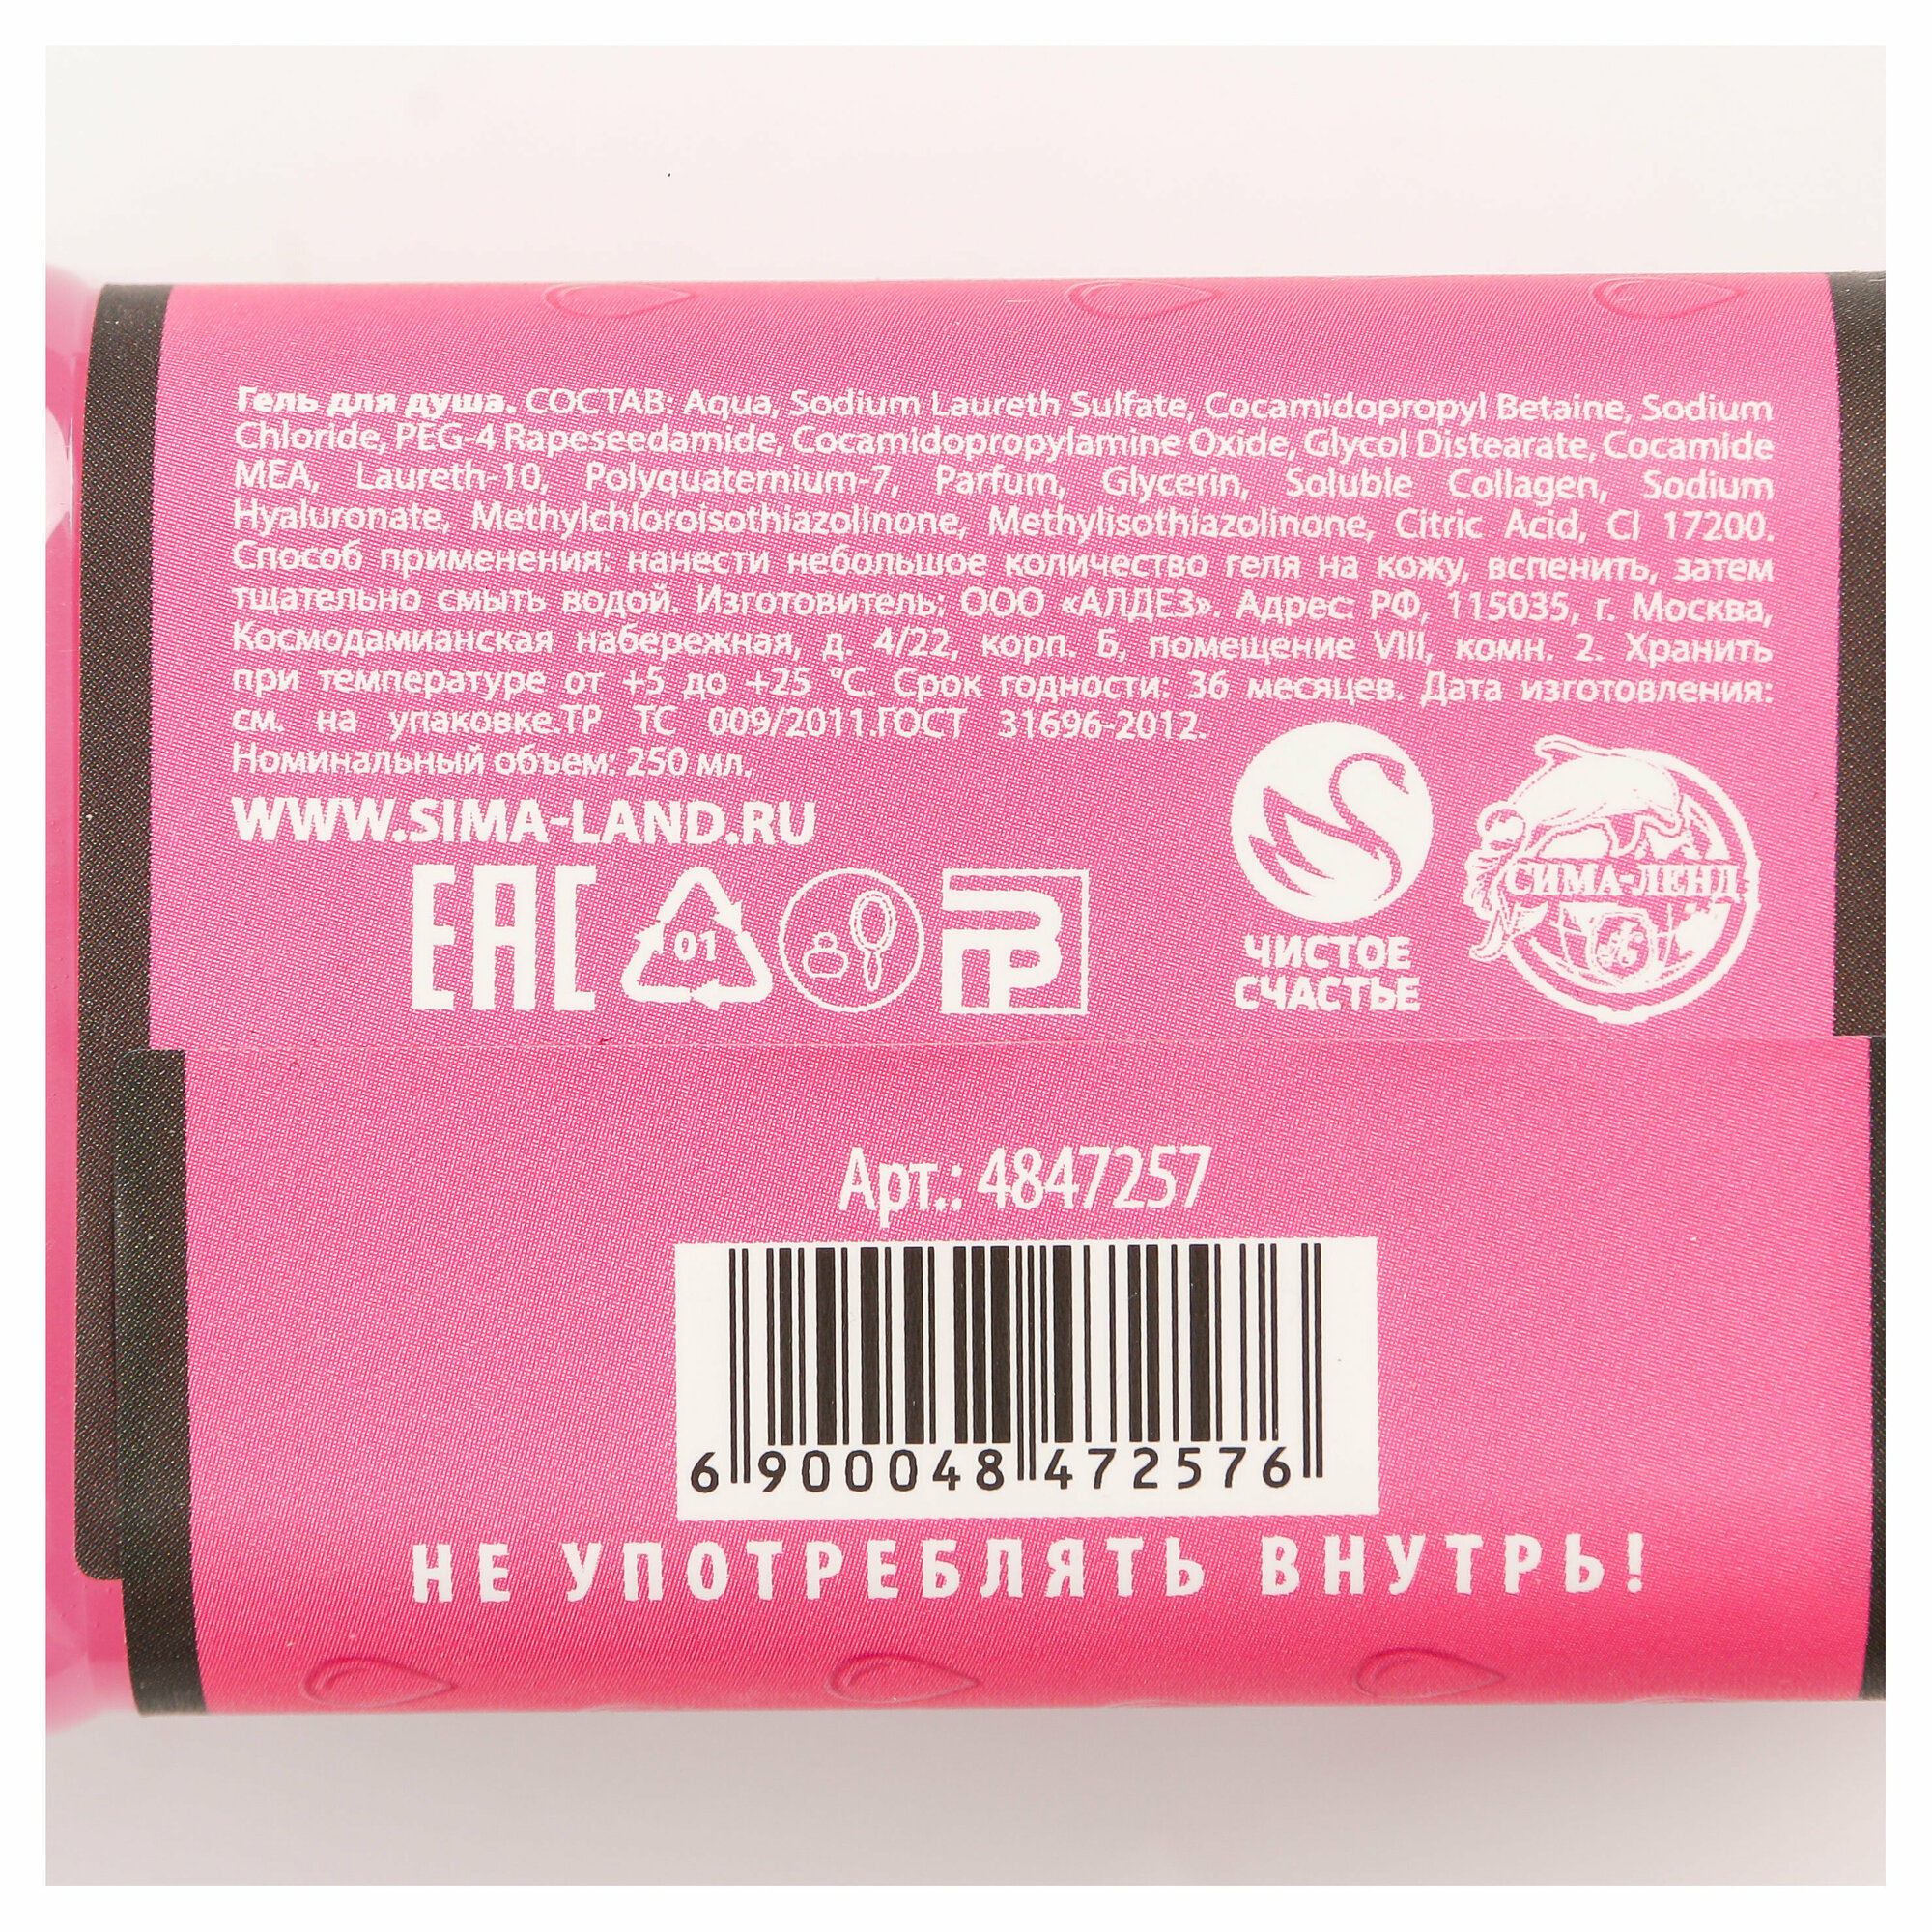 Гель для душа. СОСТАВ: Aqua, Sodium Laureth Sulfate, Cocamidopropyl Betaine, Sodium
Chloride, PEG-4 Rapeseedamide, Cocamidopropylamine Oxide, Glycol Distearate, Cocamide
MEA, Laureth-10, Polyquaternium-7, Parfum, Glycerin, Soluble Collagen, Sodium
Hyaluronate, Methylchloroisothiazolinone, Methylisothiazolinone, Citric Acid, CI 17200.
Способ применения: нанести небольшое количество геля на кожу, вспенить, затем
тщательно смыть водой. Изготовитель: ООО «АЛДЕЗ». Адрес: РФ, 115035, г. Москва,
Космодамианская набережная, д. 4/22, корп. Б, помещение VIII, комн. 2. Хранить
при температуре от +5 до +25 °С. Срок годности: 36 месяцев. Дата изготовления:
см. на упаковке.ТР ТС 009/2011.ГОСТ 31696-2012.
Номинальный объем: 250 мл.
WWW.SIMA-LAND.RU
EAC
01
ЧИСТОЕ
СЧАСТЬЕ
СИМА-ЛЕНД
Арт.: 4847257
6 900048 472576
НЕ УПОТРЕБЛЯТЬ ВНУТРЬ!